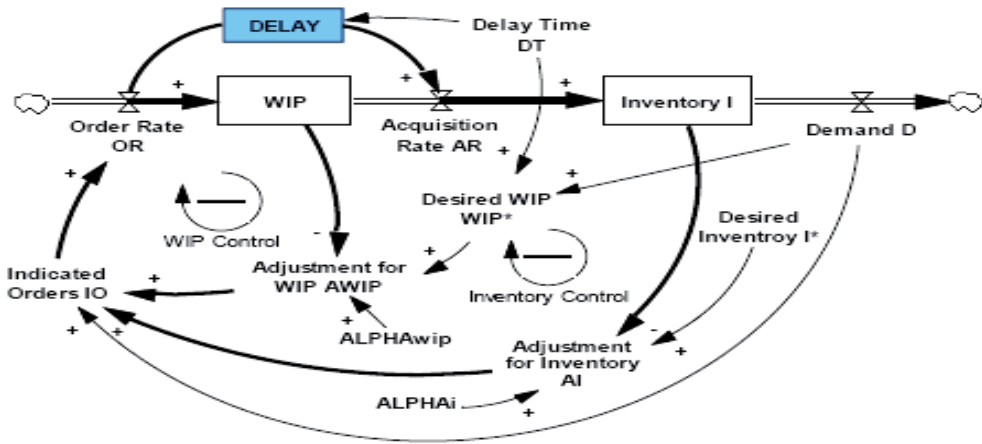 DELAY
Delay Time
DT
+
+
+
WIP
Inventory I
Order Rate
OR
Acquisition
Rate AR
Demand D
+
+
+
Desired WIP
WIP*
Desired
Inventroy I*
WIP Control
-
+
Indicated
Orders IO
+
Adjustment for
WIP AWIP
Inventory Control
+
+
+
ALPHAwip
-
+
Adjustment
for Inventory
AI
ALPHAi
+